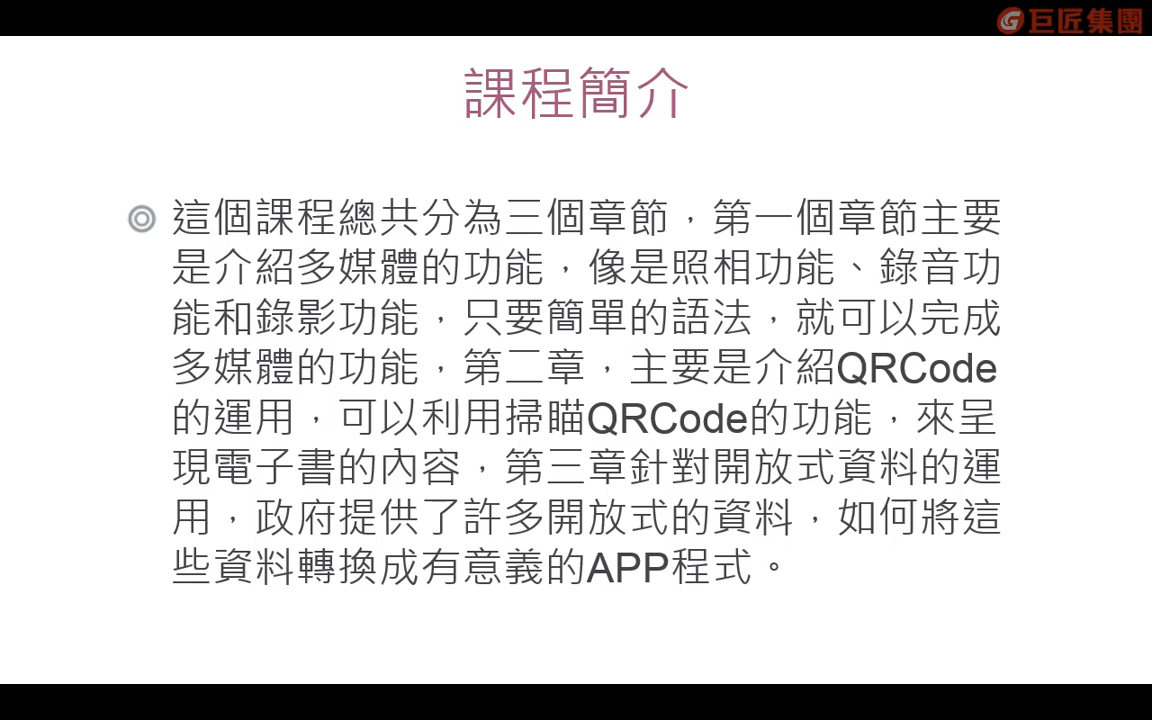 巨匠集團
課程簡介
這個課程總共分為三個章節，第一個章節主要
是介紹多媒體的功能，像是照相功能、錄音功
能和錄影功能，只要簡單的語法，就可以完成
多媒體的功能，第二章，主要是介紹QRCode
的運用，可以利用掃瞄QRCode的功能，來呈
現電子書的內容，第三章針對開放式資料的運
用，政府提供了許多開放式的資料，如何將這
些資料轉換成有意義的APP程式。